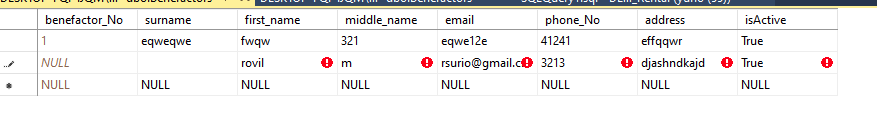 benefactor_No surname first_name middle_name email phone_No address isActive
1 eqweqwe fwqw 321 eqwe12e 41241 effqqwr True
NULL rovil m rsurio@gmail.c 3213 djashndkajd True
NULL NULL NULL NULL NULL NULL NULL NULL